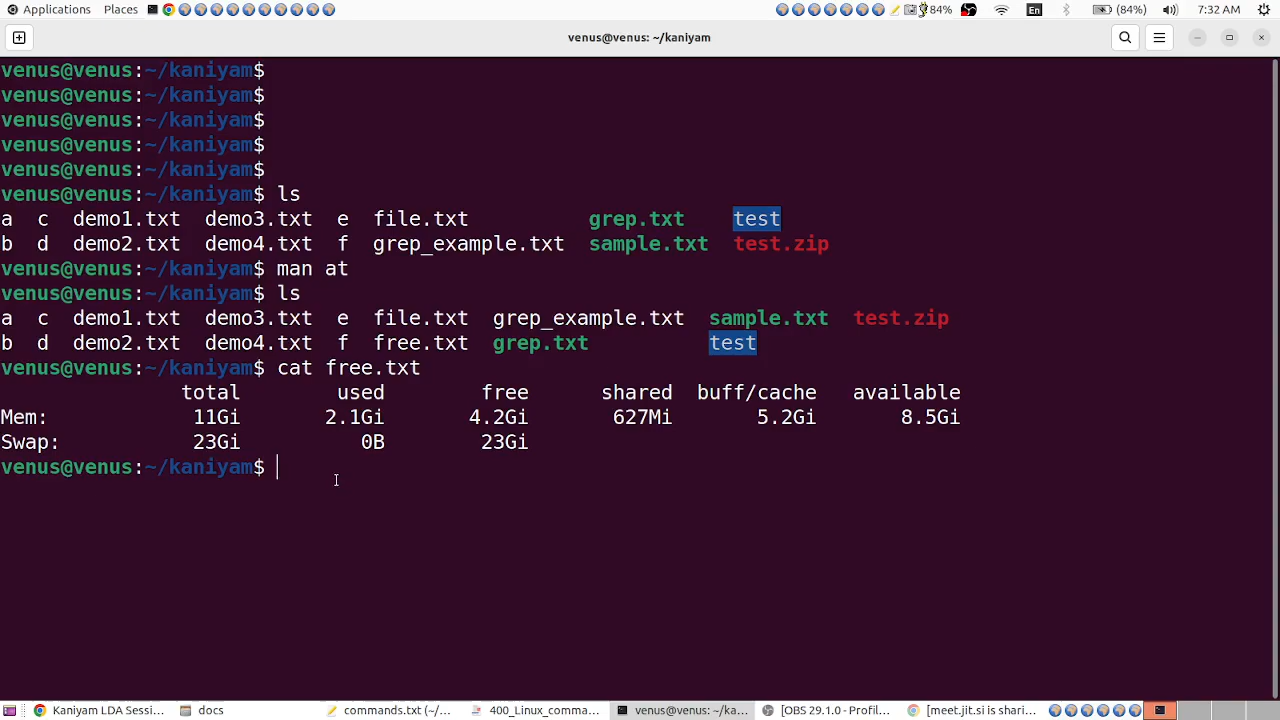 Applications Places 84% En (84%) 7:32 AM
venus@venus: ~/kaniyam
venus@venus:~/kaniyam$
venus@venus:~/kaniyam$
venus@venus:~/kaniyam$
venus@venus:~/kaniyam$
venus@venus:~/kaniyam$
venus@venus:~/kaniyam$ ls
a c demo1.txt demo3.txt e file.txt grep.txt test
b d demo2.txt demo4.txt f grep_example.txt sample.txt test.zip
venus@venus:~/kaniyam$ man at
venus@venus:~/kaniyam$ ls
a c demo1.txt demo3.txt e file.txt grep_example.txt sample.txt test.zip
b d demo2.txt demo4.txt f free.txt grep.txt test
venus@venus:~/kaniyam$ cat free.txt
total used free shared buff/cache available
Mem: 11Gi 2.1Gi 4.2Gi 627Mi 5.2Gi 8.5Gi
Swap: 23Gi 0B 23Gi
venus@venus:~/kaniyam$
Kaniyam LDA Sessi... docs commands.txt (~/... 400_Linux_comma... venus@venus: ~/ka... [OBS 29.1.0 - Profil... [meet.jit.si is shari...